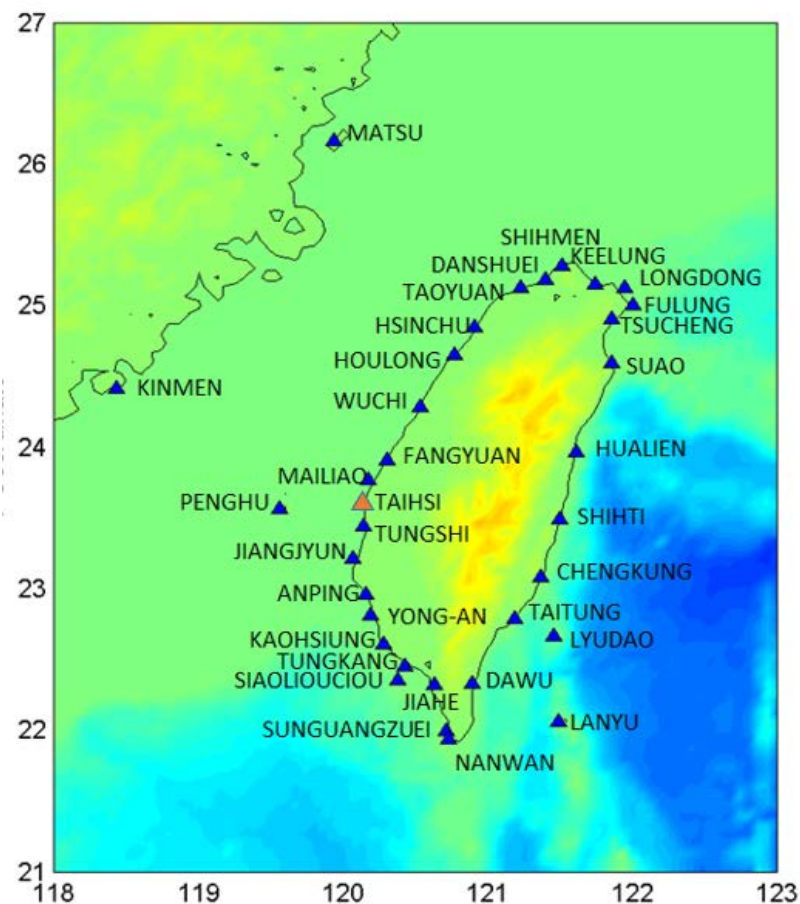 27
MATSU
26
SHIHMEN
KEELUNG
DANSHUEI
LONGDONG
TAOYUAN
25
FULUNG
HSINCHU
TSUCHENG
HOULONG
SUAO
KINMEN
WUCHI
24
HUALIEN
FANGYUAN
MAILIAO
PENGHU
TAIHSI
SHIHTI
TUNGSHI
JIANGJYUN
23
CHENGKUNG
ANPING
YONG-AN
TAITUNG
KAOHSIUNG
LYUDAO
TUNGKANG
SIAOLIOUCIOU
DAWU
JIAHE
22
SUNGUANGZUEI
LANYU
NANWAN
21
118
119
120
121
122
123